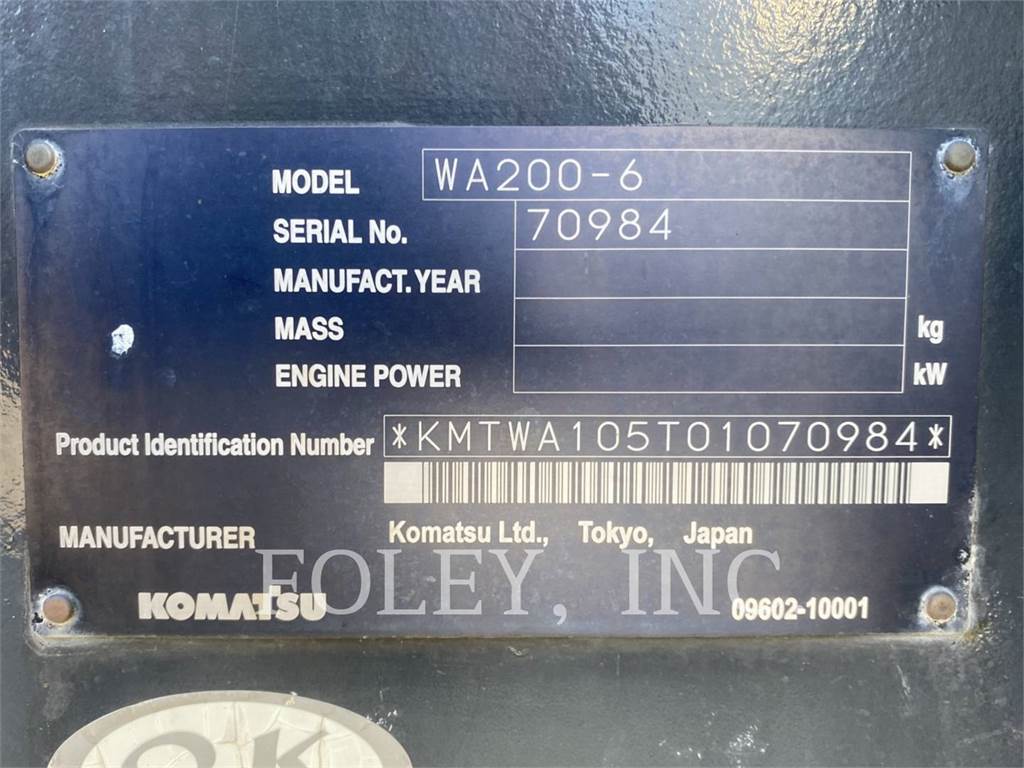 MODEL WA200-6
SERIAL No. 70984
MANUFACT. YEAR
MASS kg
ENGINE POWER kW
Product Identification Number *KMTWA105T01070984*
MANUFACTURER Komatsu Ltd., Tokyo, Japan
FOLEY, INC
KOMATSU 09602-10001
OK